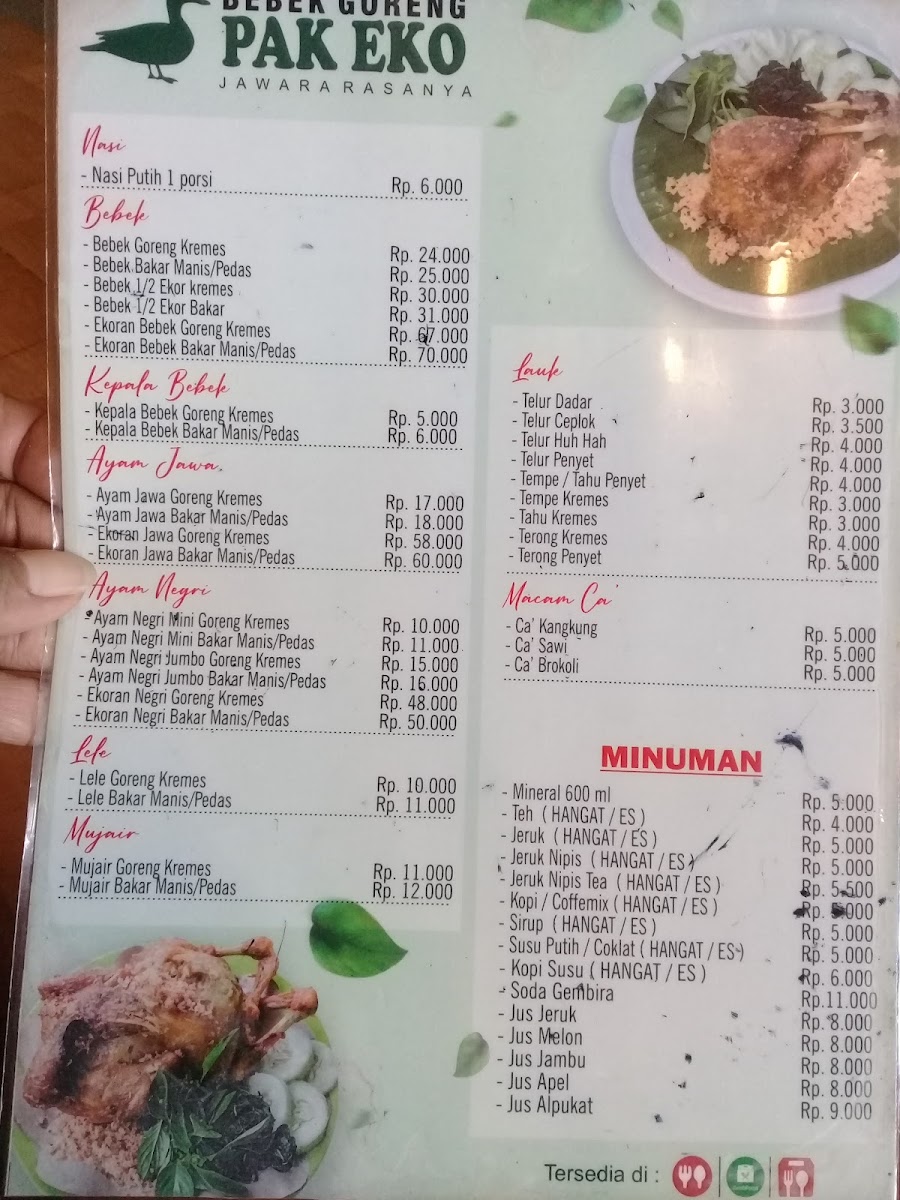 BEBEK GORENG
PAK EKO
JAWARA RASANYA
Nasi
- Nasi Putih 1 porsi Rp. 6.000
Bebek
- Bebek Goreng Kremes Rp. 24.000
- Bebek Bakar Manis/Pedas Rp. 25.000
- Bebek 1/2 Ekor kremes Rp. 30.000
- Bebek 1/2 Ekor Bakar Rp. 31.000
- Ekoran Bebek Goreng Kremes Rp. 67.000
- Ekoran Bebek Bakar Manis/Pedas Rp. 70.000
Kepala Bebek
- Kepala Bebek Goreng Kremes Rp. 5.000
- Kepala Bebek Bakar Manis/Pedas Rp. 6.000
Ayam Jawa.
- Ayam Jawa Goreng Kremes Rp. 17.000
- Ayam Jawa Bakar Manis/Pedas Rp. 18.000
- Ekoran Jawa Goreng Kremes Rp. 58.000
- Ekoran Jawa Bakar Manis/Pedas Rp. 60.000
Ayam Negri
- Ayam Negri Mini Goreng Kremes Rp. 10.000
- Ayam Negri Mini Bakar Manis/Pedas Rp. 11.000
- Ayam Negri Jumbo Goreng Kremes Rp. 15.000
- Ayam Negri Jumbo Bakar Manis/Pedas Rp. 16.000
- Ekoran Negri Goreng Kremes Rp. 48.000
- Ekoran Negri Bakar Manis/Pedas Rp. 50.000
Lele
- Lele Goreng Kremes Rp. 10.000
- Lele Bakar Manis/Pedas Rp. 11.000
Mujair
- Mujair Goreng Kremes Rp. 11.000
- Mujair Bakar Manis/Pedas Rp. 12.000
Lauk
- Telur Dadar Rp. 3.000
- Telur Ceplok Rp. 3.500
- Telur Huh Hah Rp. 4.000
- Telur Penyet Rp. 4.000
- Tempe / Tahu Penyet Rp. 4.000
- Tempe Kremes Rp. 3.000
- Tahu Kremes Rp. 3.000
- Terong Kremes Rp. 4.000
- Terong Penyet Rp. 5.000
Macam Ca'
- Ca' Kangkung Rp. 5.000
- Ca' Sawi Rp. 5.000
- Ca' Brokoli Rp. 5.000
MINUMAN
- Mineral 600 ml Rp. 5.000
- Teh ( HANGAT / ES ) Rp. 4.000
- Jeruk ( HANGAT / ES ) Rp. 5.000
- Jeruk Nipis ( HANGAT / ES ) Rp. 5.000
- Jeruk Nipis Tea ( HANGAT / ES ) Rp. 5.500
- Kopi / Coffemix ( HANGAT / ES ) Rp. 5.000
- Sirup ( HANGAT / ES ) Rp. 5.000
- Susu Putih / Coklat ( HANGAT / ES ) Rp. 5.000
- Kopi Susu ( HANGAT / ES ) Rp. 6.000
- Soda Gembira Rp.11.000
- Jus Jeruk Rp. 8.000
- Jus Melon Rp. 8.000
- Jus Jambu Rp. 8.000
- Jus Apel Rp. 8.000
- Jus Alpukat Rp. 9.000
Tersedia di :